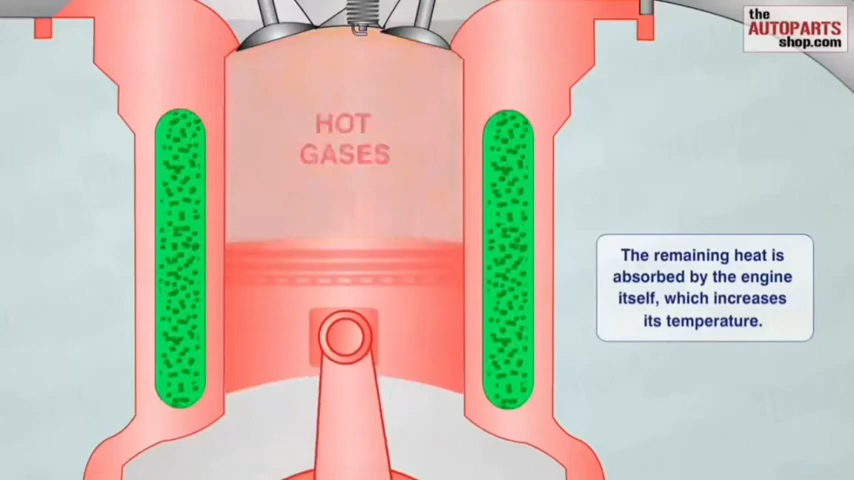 the
AUTOPARTS
shop.com
HOT
GASES
The remaining heat is
absorbed by the engine
itself, which increases
its temperature.